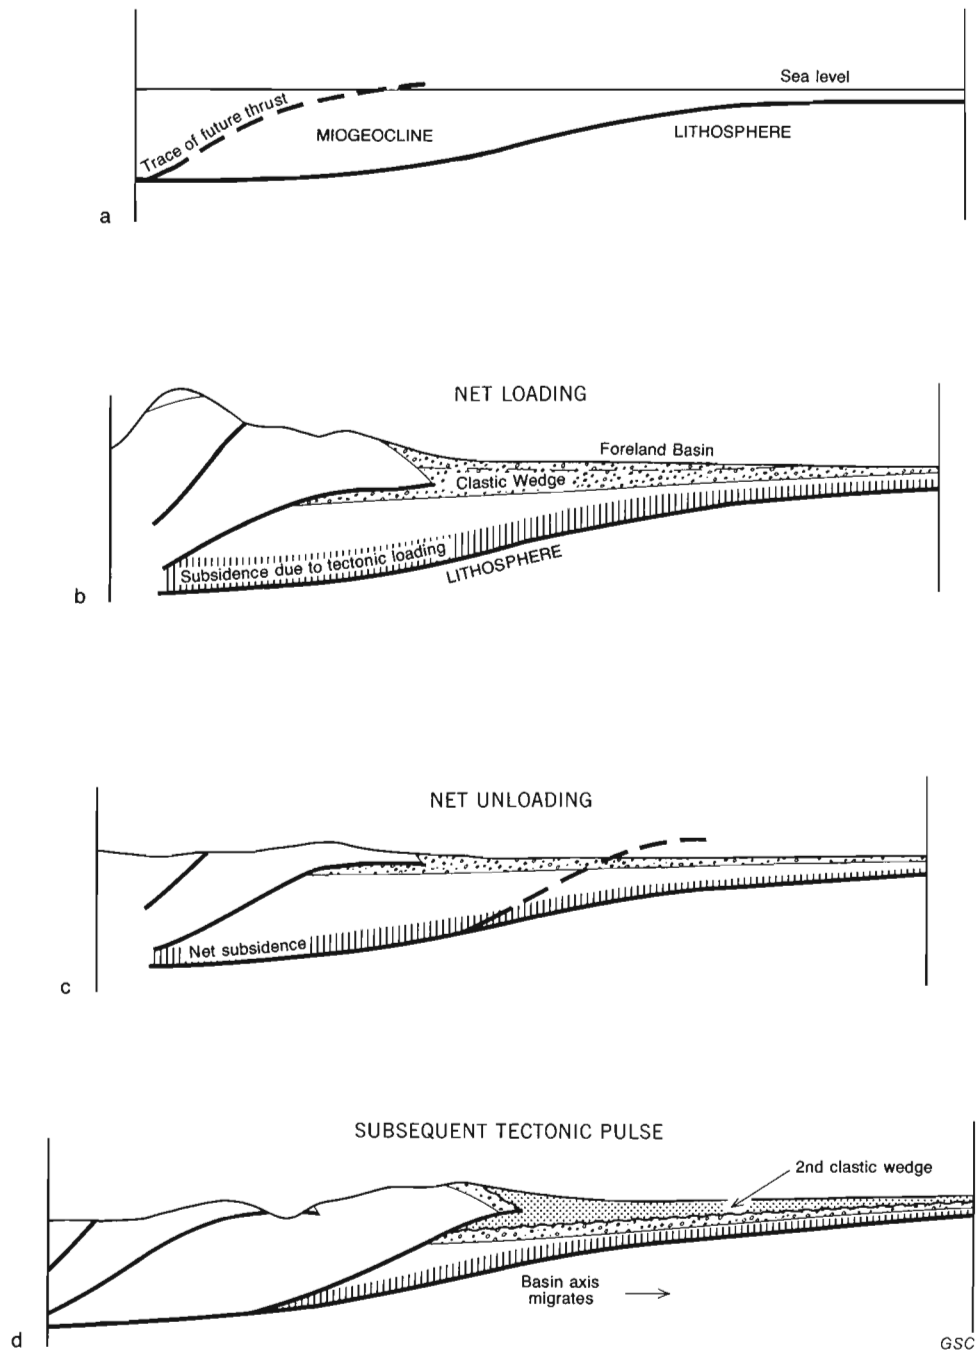 Sea level
Trace of future thrust
MIOGEOCLINE
LITHOSPHERE
a
NET LOADING
Foreland Basin
Clastic Wedge
Subsidence due to tectonic loading
LITHOSPHERE
b
NET UNLOADING
Net subsidence
c
SUBSEQUENT TECTONIC PULSE
2nd clastic wedge
Basin axis
migrates
d
GSC